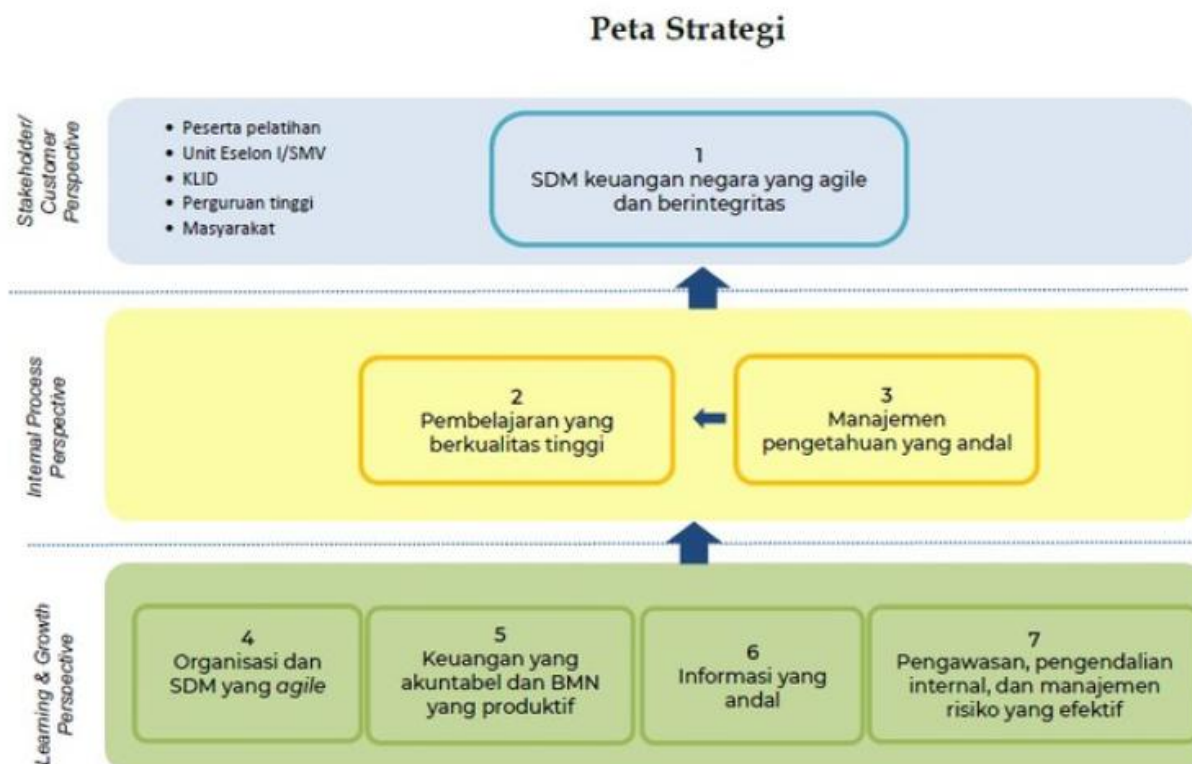 Peta Strategi
Stakeholder/
Customer
Perspective
• Peserta pelatihan
• Unit Eselon I/SMV
• KLID
• Perguruan tinggi
• Masyarakat
1
SDM keuangan negara yang agile
dan berintegritas
Internal Process
Perspective
2
Pembelajaran yang
berkualitas tinggi
3
Manajemen
pengetahuan yang andal
Learning & Growth
Perspective
4
Organisasi dan
SDM yang agile
5
Keuangan yang
akuntabel dan BMN
yang produktif
6
Informasi yang
andal
7
Pengawasan, pengendalian
internal, dan manajemen
risiko yang efektif